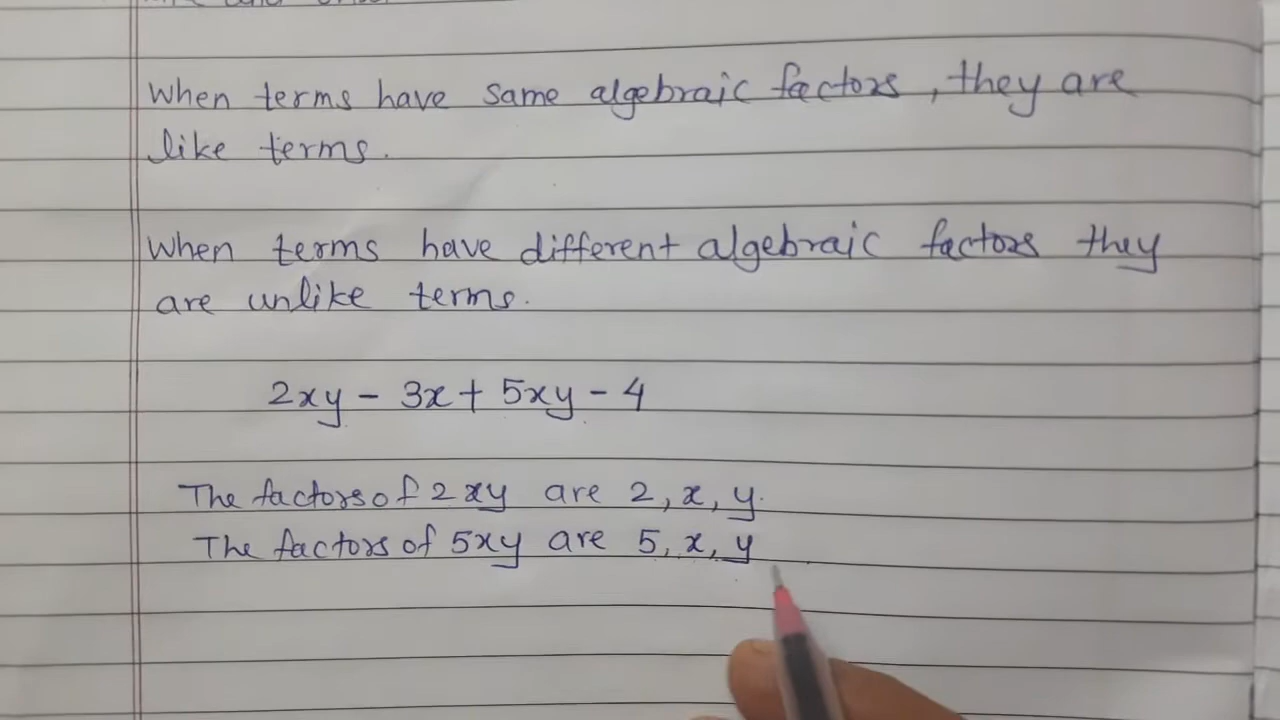 When terms have same algebraic factors, they are
like terms.
When terms have different algebraic factors they
are unlike terms.
2xy - 3x + 5xy - 4
The factors of 2xy are 2, x, y.
The factors of 5xy are 5, x, y